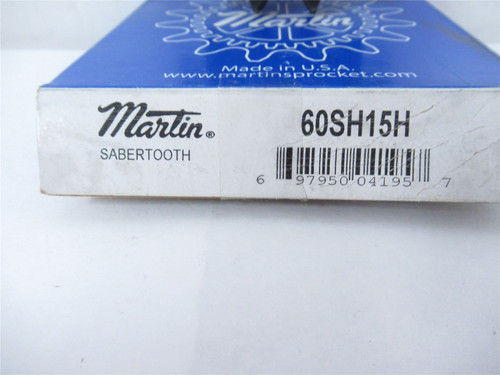 Martin
Made in U.S.A.
www.martinsprocket.com
Martin®
SABERTOOTH
60SH15H
6 97950 04195 7